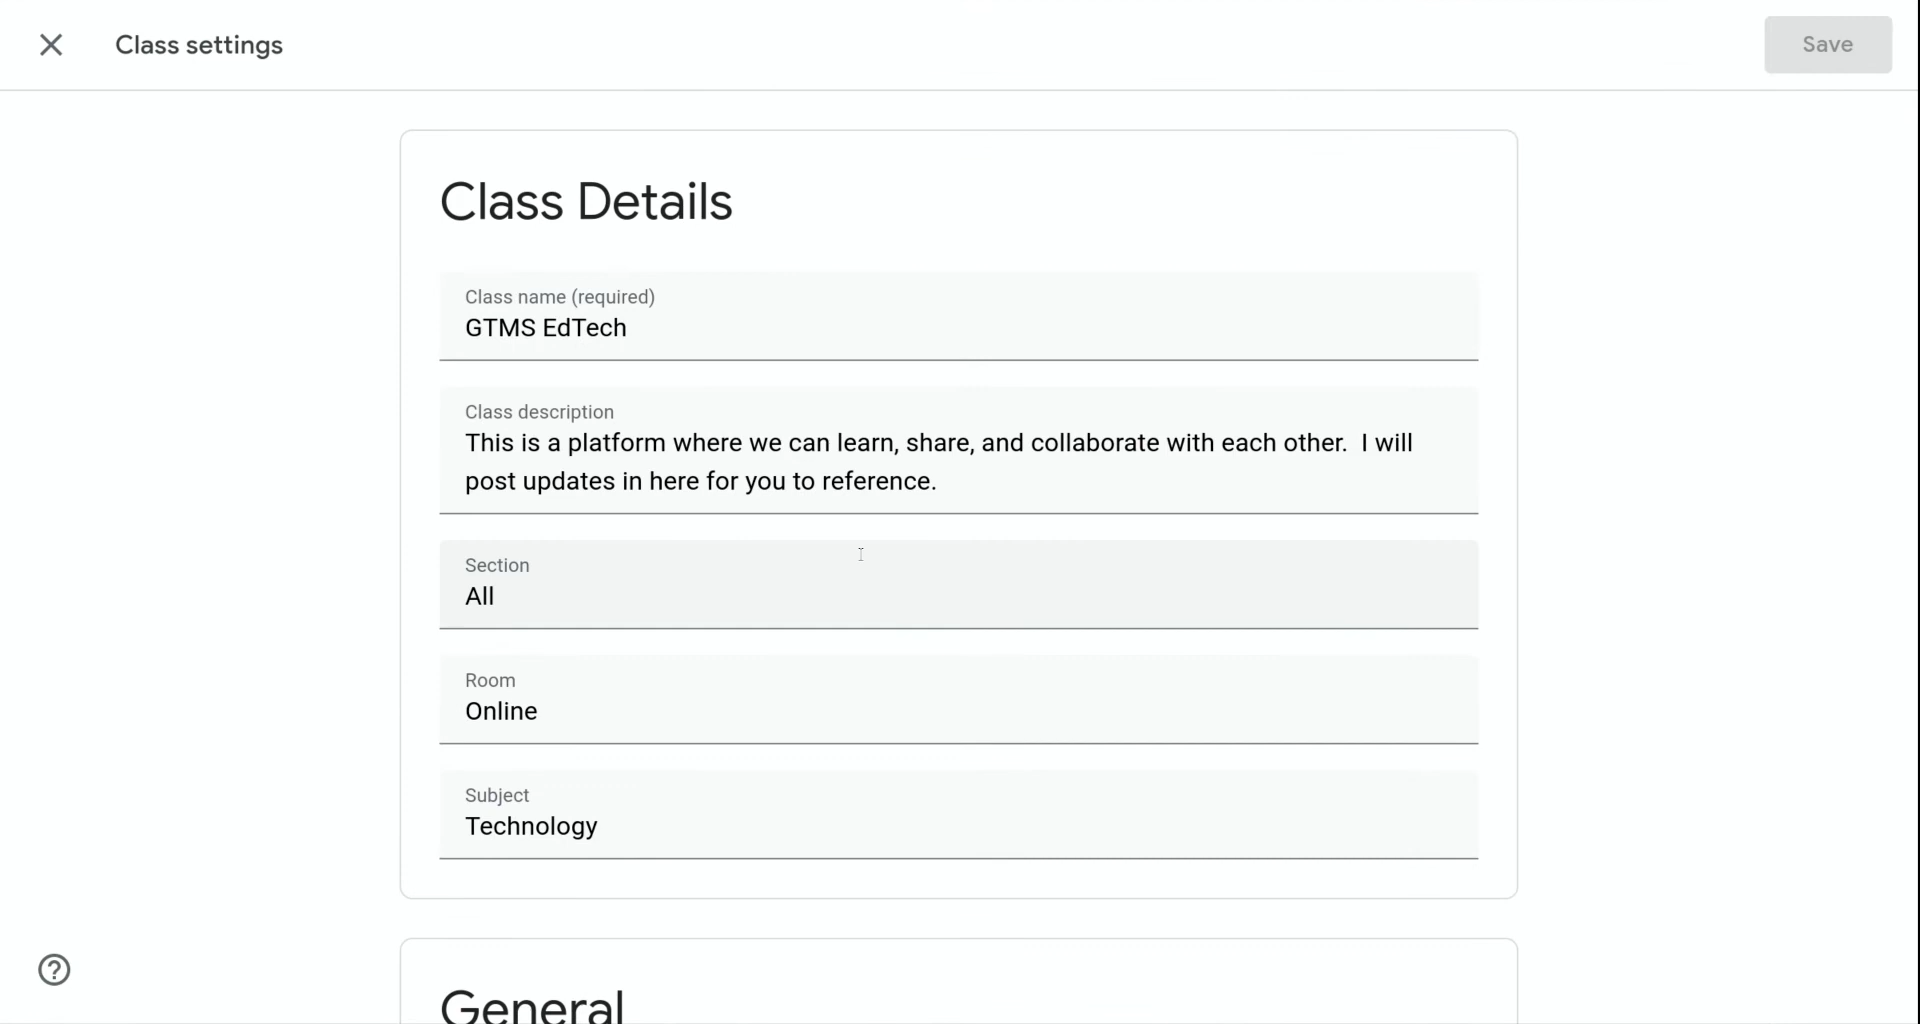 Class settings
Save
Class Details
Class name (required)
GTMS EdTech
Class description
This is a platform where we can learn, share, and collaborate with each other.  I will
post updates in here for you to reference.
Section
All
Room
Online
Subject
Technology
General